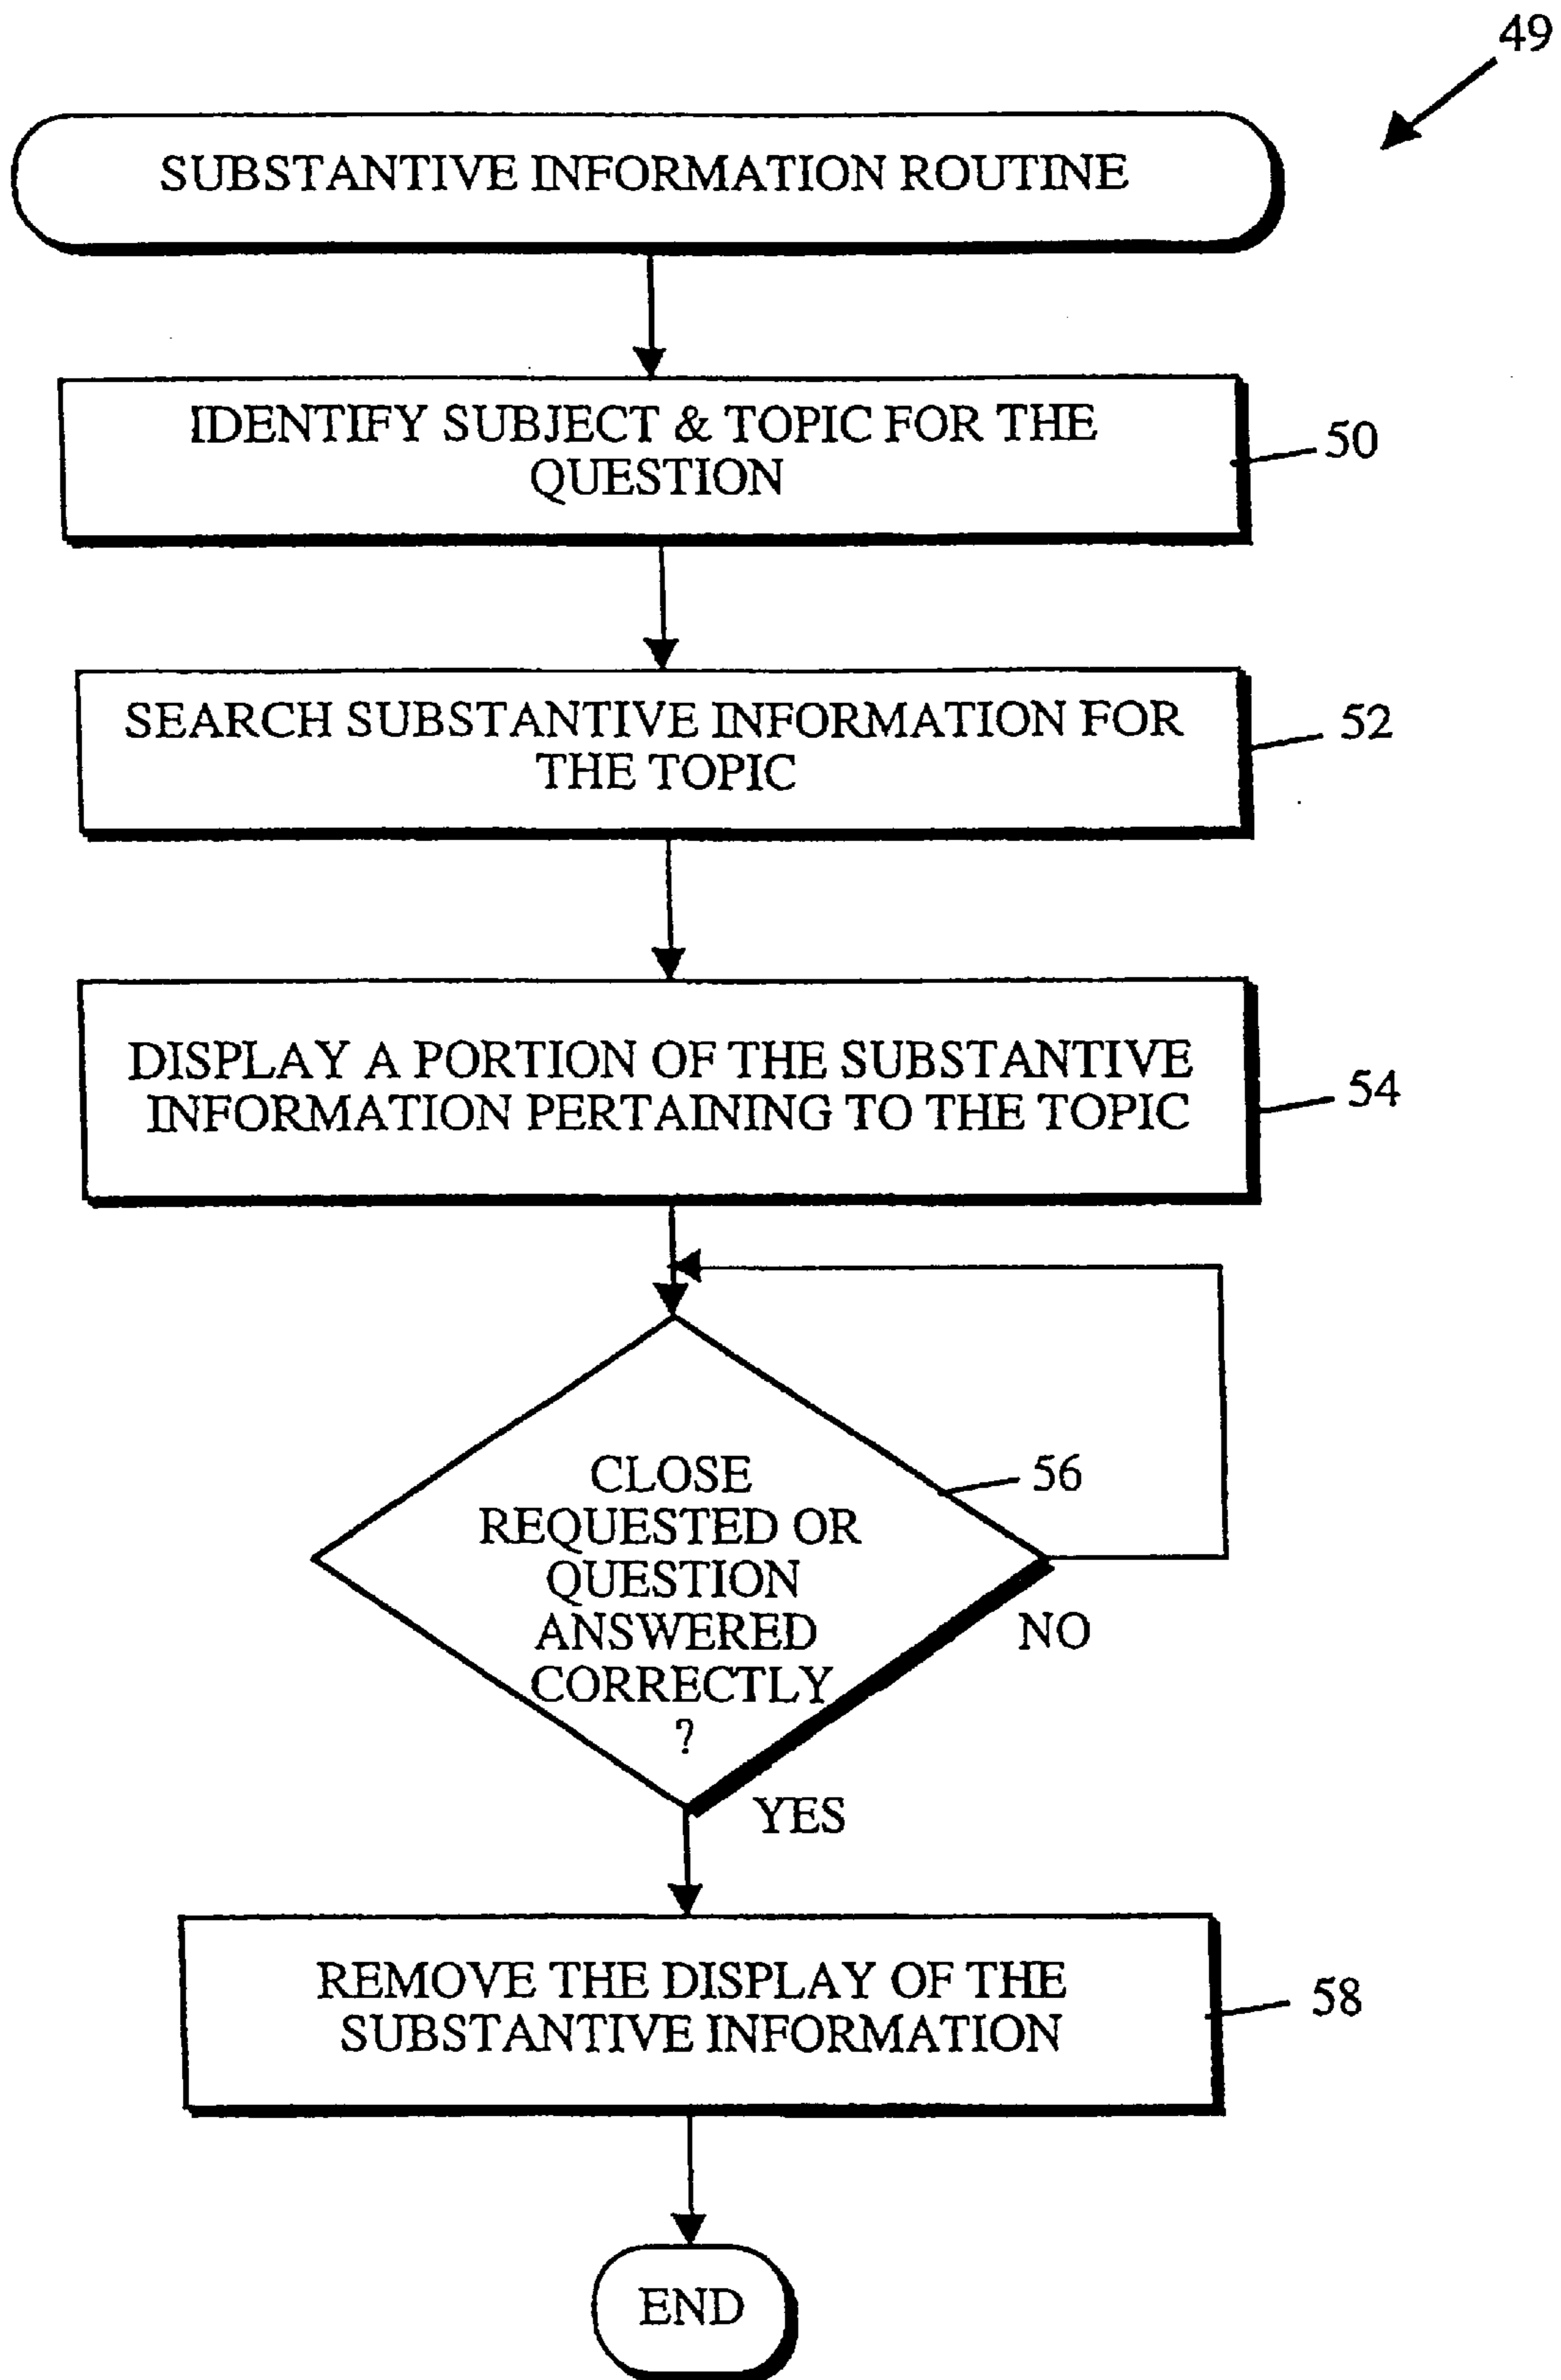 49
SUBSTANTIVE INFORMATION ROUTINE
IDENTIFY SUBJECT & TOPIC FOR THE
QUESTION
50
SEARCH SUBSTANTIVE INFORMATION FOR
THE TOPIC
52
DISPLAY A PORTION OF THE SUBSTANTIVE
INFORMATION PERTAINING TO THE TOPIC
54
CLOSE
REQUESTED OR
QUESTION
ANSWERED
CORRECTLY
?
56
NO
YES
REMOVE THE DISPLAY OF THE
SUBSTANTIVE INFORMATION
58
END